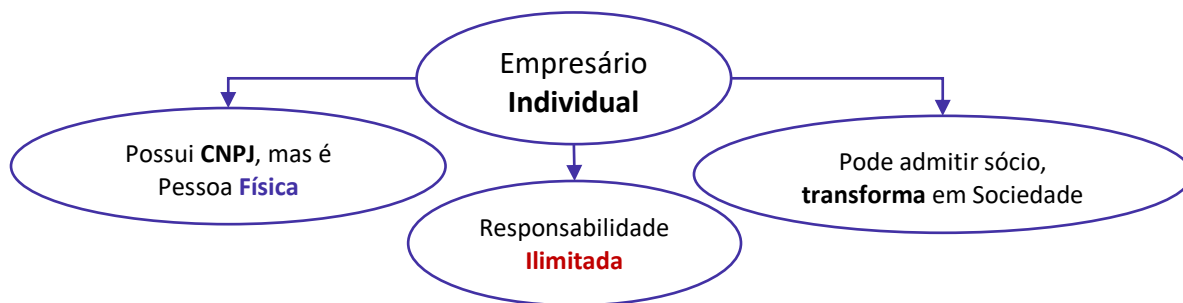 Empresário
Individual
Possui CNPJ, mas é
Pessoa Física
Responsabilidade
Ilimitada
Pode admitir sócio,
transforma em Sociedade